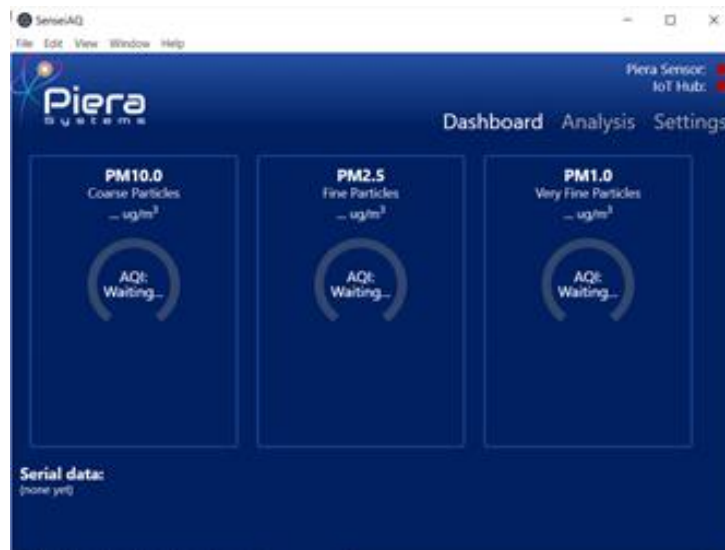 SenseiAQ
File Edit View Window Help
Piera Sensor:
IoT Hub:
Piera
Systems
Dashboard Analysis Settings
PM10.0
Coarse Particles
... ug/m³
AQI:
Waiting...
PM2.5
Fine Particles
... ug/m³
AQI:
Waiting...
PM1.0
Very Fine Particles
... ug/m³
AQI:
Waiting...
Serial data:
(none yet)